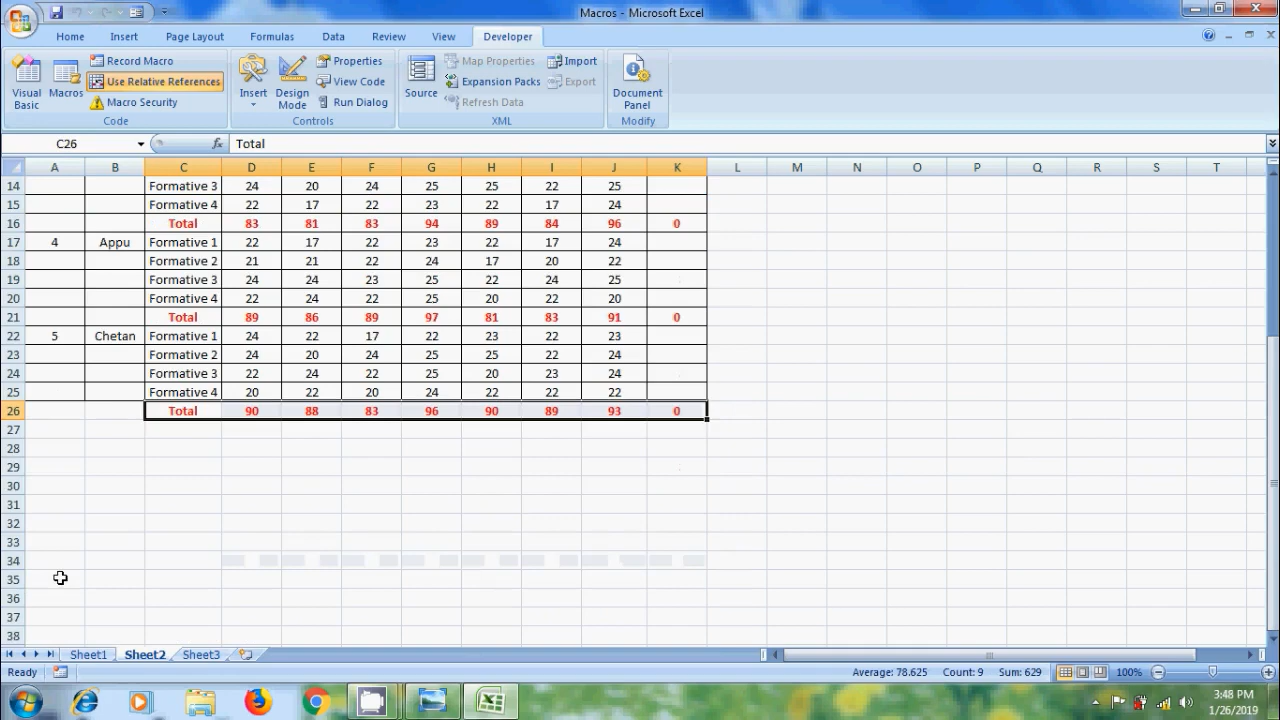 Macros - Microsoft Excel
Home Insert Page Layout Formulas Data Review View Developer
Visual Basic
Macros
Record Macro
Use Relative References
Macro Security
Code
Insert
Design Mode
Properties
View Code
Run Dialog
Controls
Source
Map Properties
Expansion Packs
Refresh Data
Import
Export
XML
Document Panel
Modify
C26 fx Total
A B C D E F G H I J K L M N O P Q R S T
14 Formative 3 24 20 24 25 25 22 25
15 Formative 4 22 17 22 23 22 17 24
16 Total 83 81 83 94 89 84 96 0
17 4 Appu Formative 1 22 17 22 23 22 17 24
18 Formative 2 21 21 22 24 17 20 22
19 Formative 3 24 24 23 25 22 24 25
20 Formative 4 22 24 22 25 20 22 20
21 Total 89 86 89 97 81 83 91 0
22 5 Chetan Formative 1 24 22 17 22 23 22 23
23 Formative 2 24 20 24 25 25 22 24
24 Formative 3 22 24 22 25 20 23 24
25 Formative 4 20 22 20 24 22 22 22
26 Total 90 88 83 96 90 89 93 0
27
28
29
30
31
32
33
34
35
36
37
38
Sheet1 Sheet2 Sheet3
Ready Average: 78.625 Count: 9 Sum: 629 100%
3:48 PM
1/26/2019